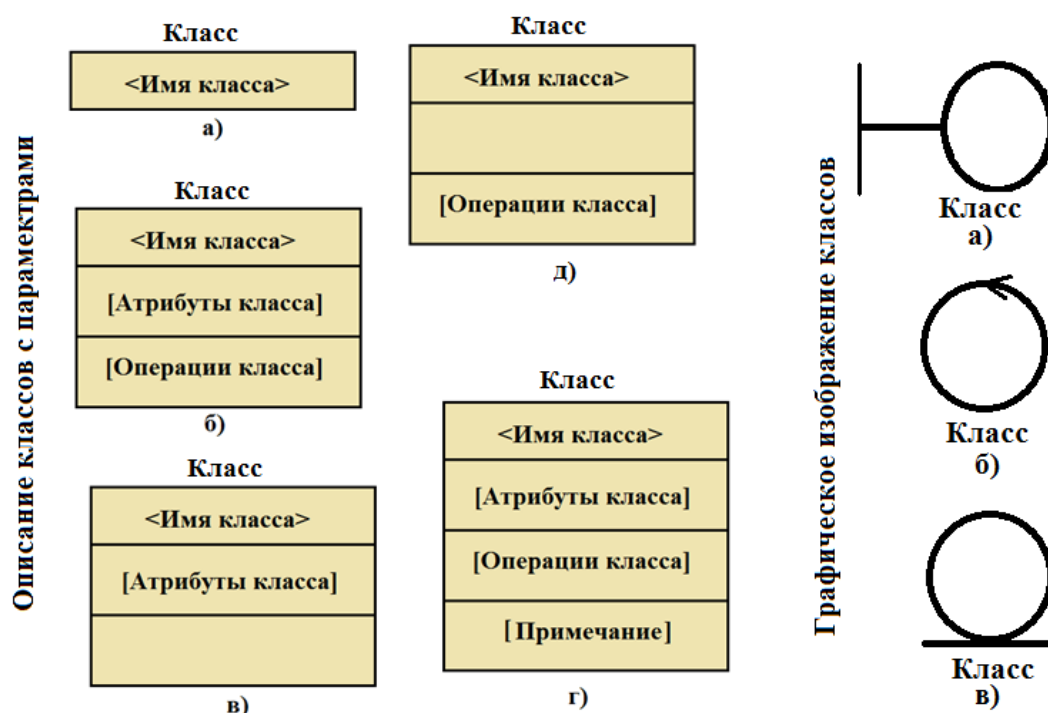 Описание классов с параметрами
Класс
<Имя класса>
а)
Класс
<Имя класса>
[Атрибуты класса]
[Операции класса]
б)
Класс
<Имя класса>
[Атрибуты класса]
в)
Класс
<Имя класса>
[Операции класса]
д)
Класс
<Имя класса>
[Атрибуты класса]
[Операции класса]
[Примечание]
г)
Графическое изображение классов
Класс
а)
Класс
б)
Класс
в)